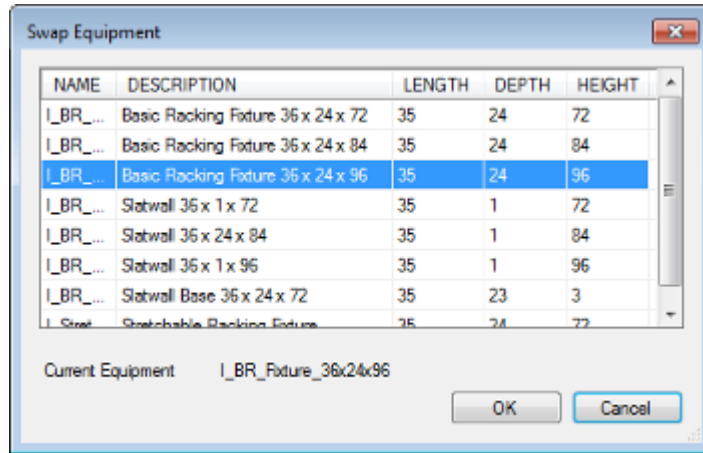 Swap Equipment
NAME DESCRIPTION LENGTH DEPTH HEIGHT
I_BR_... Basic Racking Fixture 36 x 24 x 72 35 24 72
I_BR_... Basic Racking Fixture 36 x 24 x 84 35 24 84
I_BR_... Basic Racking Fixture 36 x 24 x 96 35 24 96
I_BR_... Slatwall 36 x 1 x 72 35 1 72
I_BR_... Slatwall 36 x 24 x 84 35 1 84
I_BR_... Slatwall 36 x 1 x 96 35 1 96
I_BR_... Slatwall Base 36 x 24 x 72 35 23 3
I_Stret... Stretchable Racking Fixture 35 24 72
Current Equipment I_BR_Fixture_36x24x96
OK Cancel